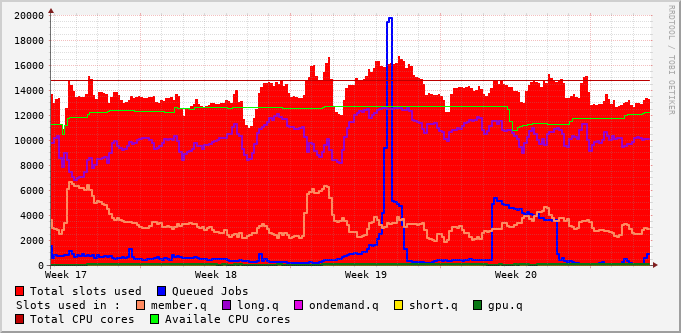 20000
18000
16000
14000
12000
10000
8000
6000
4000
2000
0
Week 17 Week 18 Week 19 Week 20
Total slots used Queued Jobs
Slots used in : member.q long.q ondemand.q short.q gpu.q
Total CPU cores Availale CPU cores
RRDTOOL / TOBI OETIKER